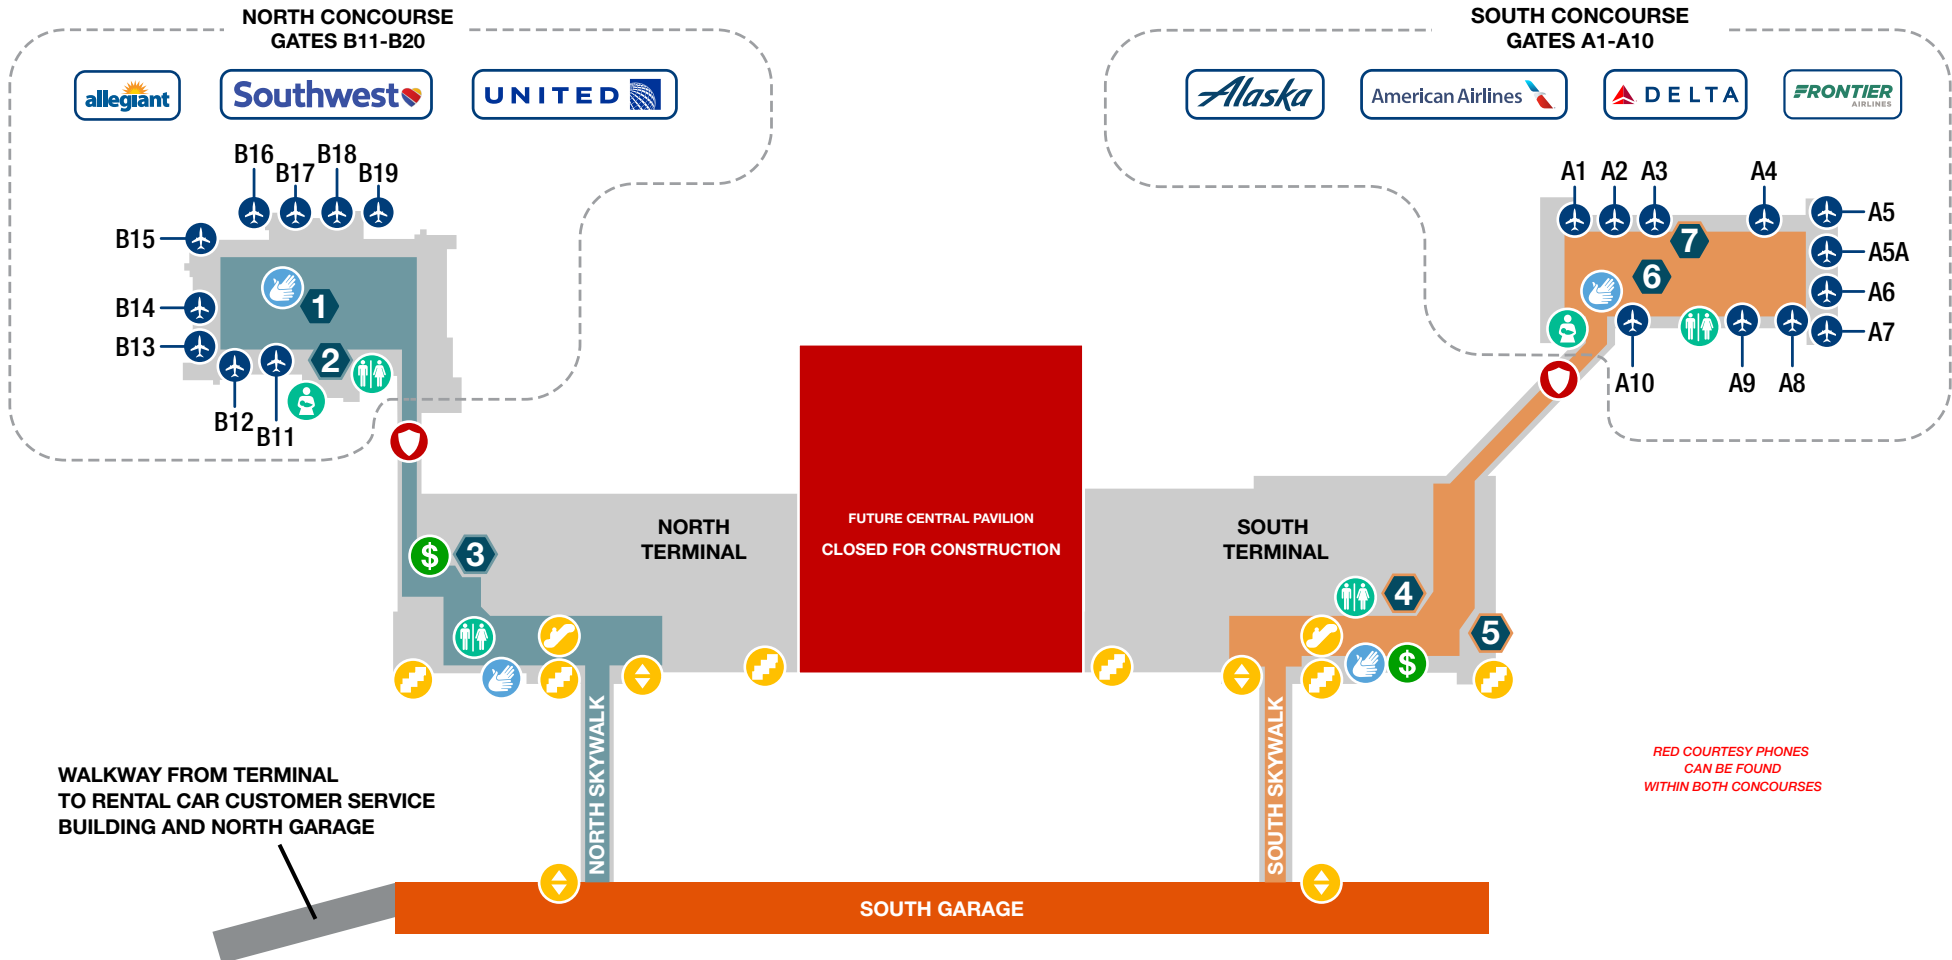 NORTH CONCOURSE
GATES B11-B20
allegiant
Southwest
UNITED
SOUTH CONCOURSE
GATES A1-A10
Alaska
American Airlines
DELTA
FRONTIER
AIRLINES
B16
B17
B18
B19
B15
B14
B13
B12
B11
1
2
A1
A2
A3
A4
A5
A5A
A6
A7
A8
A9
A10
7
6
NORTH
TERMINAL
FUTURE CENTRAL PAVILION
CLOSED FOR CONSTRUCTION
SOUTH
TERMINAL
$
3
4
5
$
NORTH SKYWALK
SOUTH SKYWALK
RED COURTESY PHONES
CAN BE FOUND
WITHIN BOTH CONCOURSES
WALKWAY FROM TERMINAL
TO RENTAL CAR CUSTOMER SERVICE
BUILDING AND NORTH GARAGE
SOUTH GARAGE